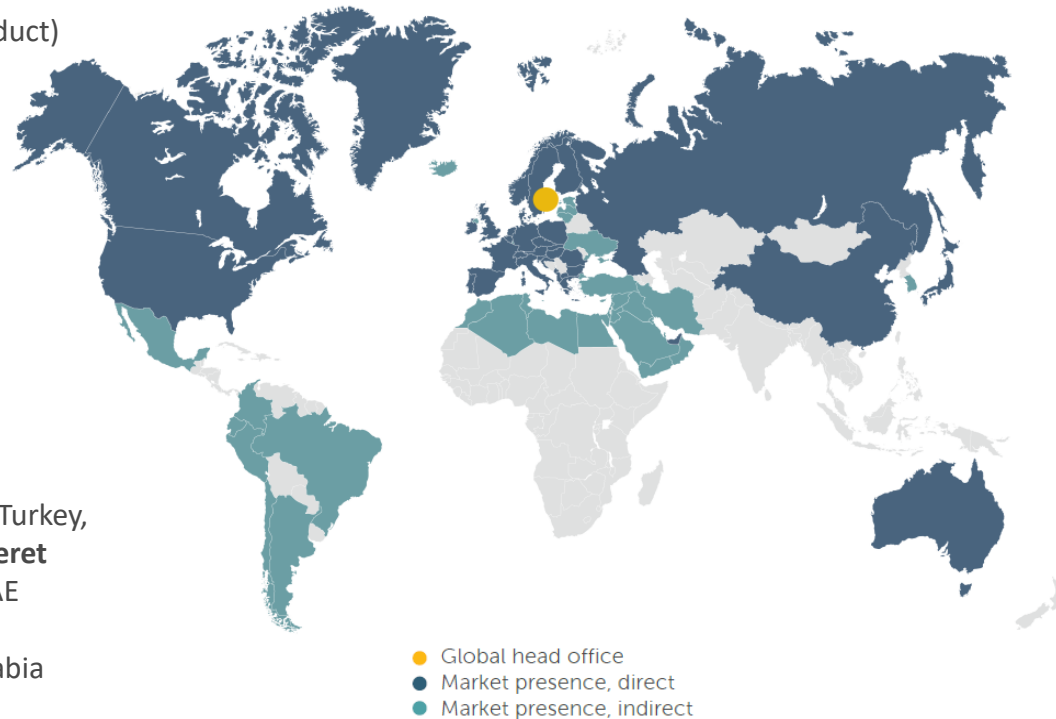 duct)
Turkey,
eret
AE
abia
Global head office
Market presence, direct
Market presence, indirect